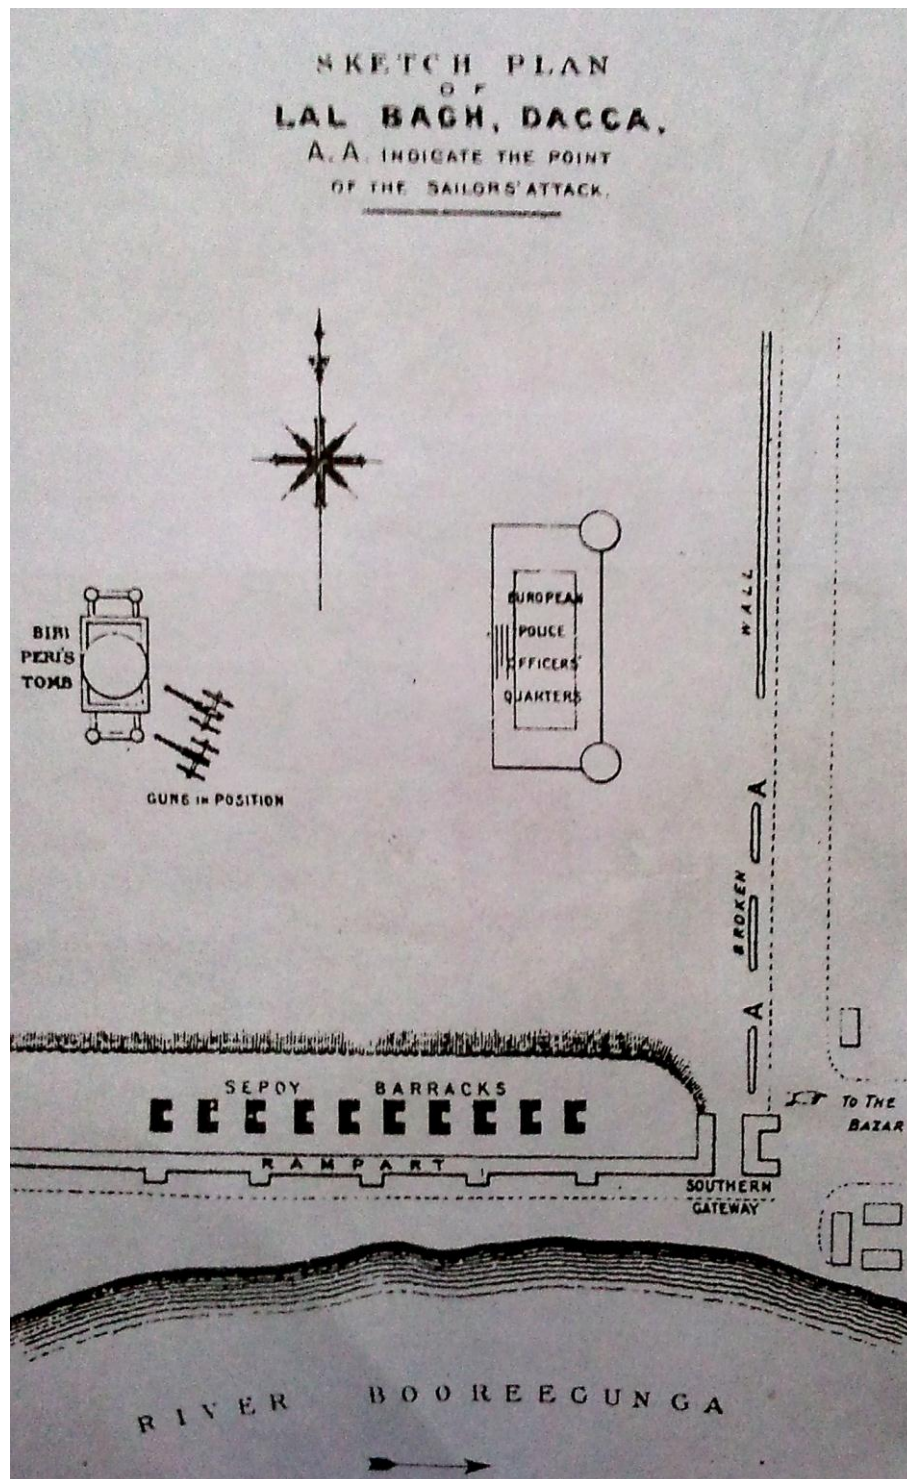 SKETCH PLAN
OF
LAL BAGH, DACCA.
A. A. INDICATE THE POINT
OF THE SAILORS' ATTACK.
WALL
EUROPEAN
POLICE
OFFICERS'
QUARTERS
BIRI
PERI'S
TOMB
GUNS IN POSITION
A
BROKEN
A
SEPOY BARRACKS
TO THE
BAZAR
RAMPART
SOUTHERN
GATEWAY
RIVER BOOREEGUNGA